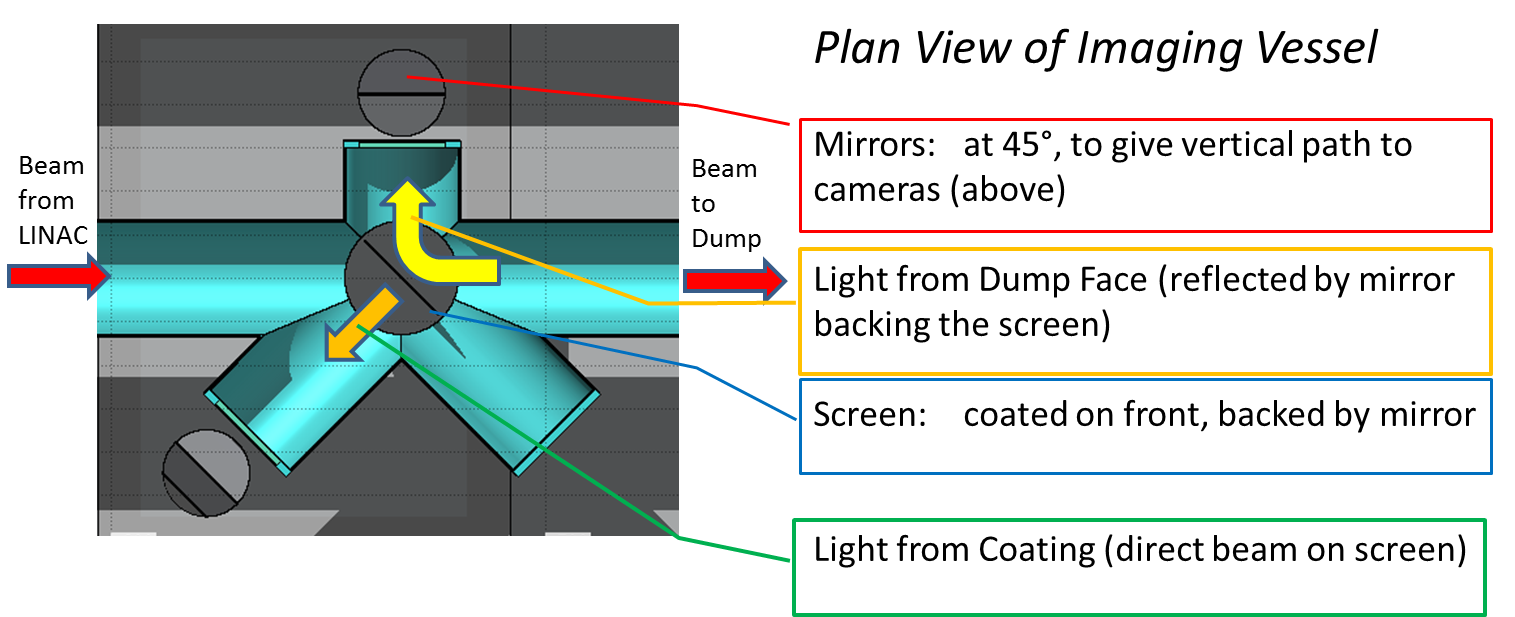 Plan View of Imaging Vessel
Beam
from
LINAC
Beam
to
Dump
Mirrors: at 45°, to give vertical path to
cameras (above)
Light from Dump Face (reflected by mirror
backing the screen)
Screen: coated on front, backed by mirror
Light from Coating (direct beam on screen)